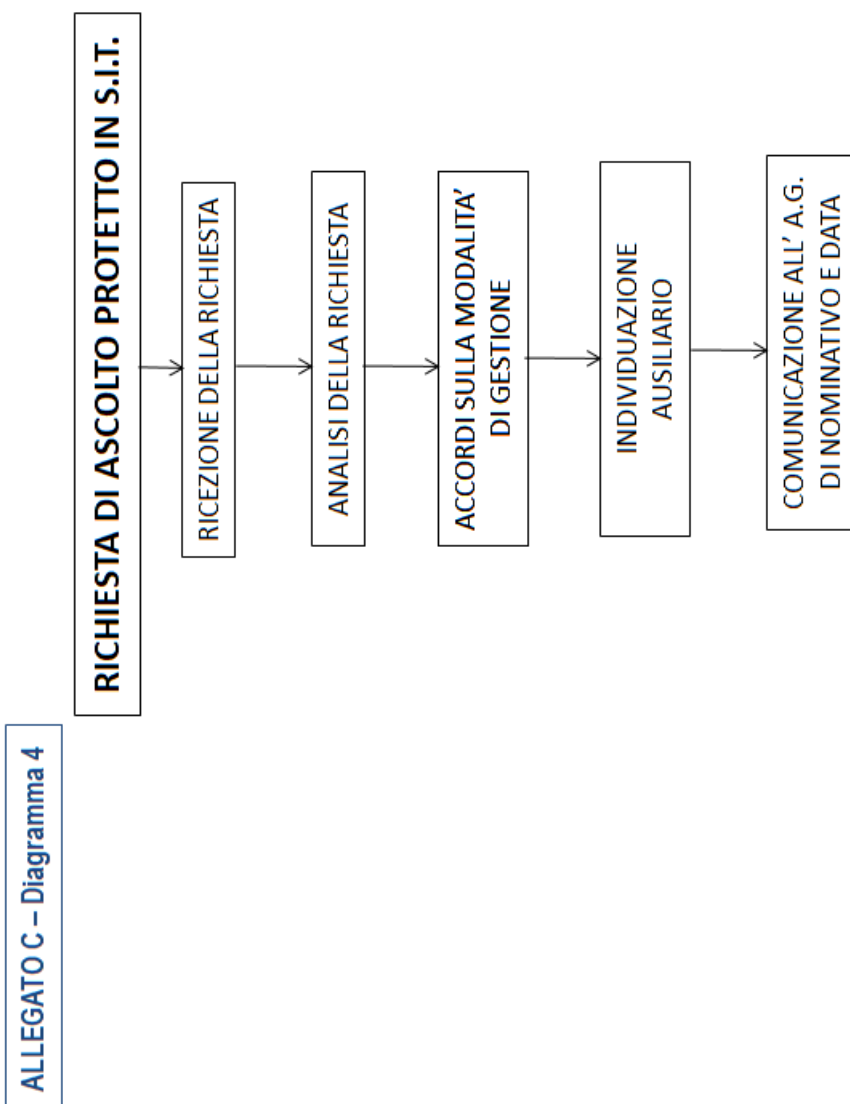 ALLEGATO C – Diagramma 4
RICHIESTA DI ASCOLTO PROTETTO IN S.I.T.
RICEZIONE DELLA RICHIESTA
ANALISI DELLA RICHIESTA
ACCORDI SULLA MODALITA’
DI GESTIONE
INDIVIDUAZIONE
AUSILIARIO
COMUNICAZIONE ALL’ A.G.
DI NOMINATIVO E DATA